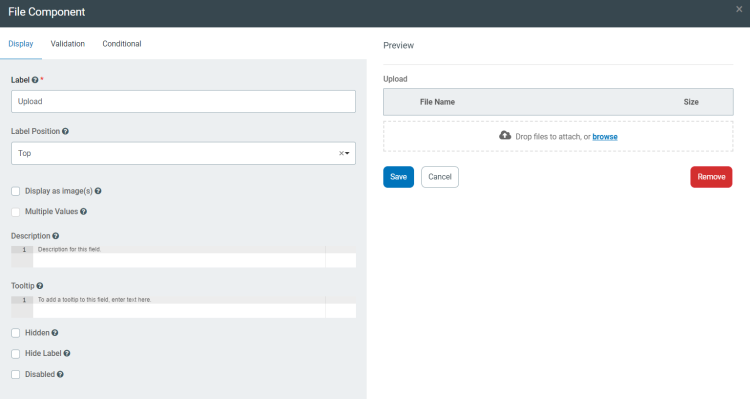 File Component
×
Display Validation Conditional
Label *
Upload
Label Position
Top
Display as image(s)
Multiple Values
Description
1 Description for this field.
Tooltip
1 To add a tooltip to this field, enter text here.
Hidden
Hide Label
Disabled
Preview
Upload
File Name Size
Drop files to attach, or browse
Save Cancel Remove